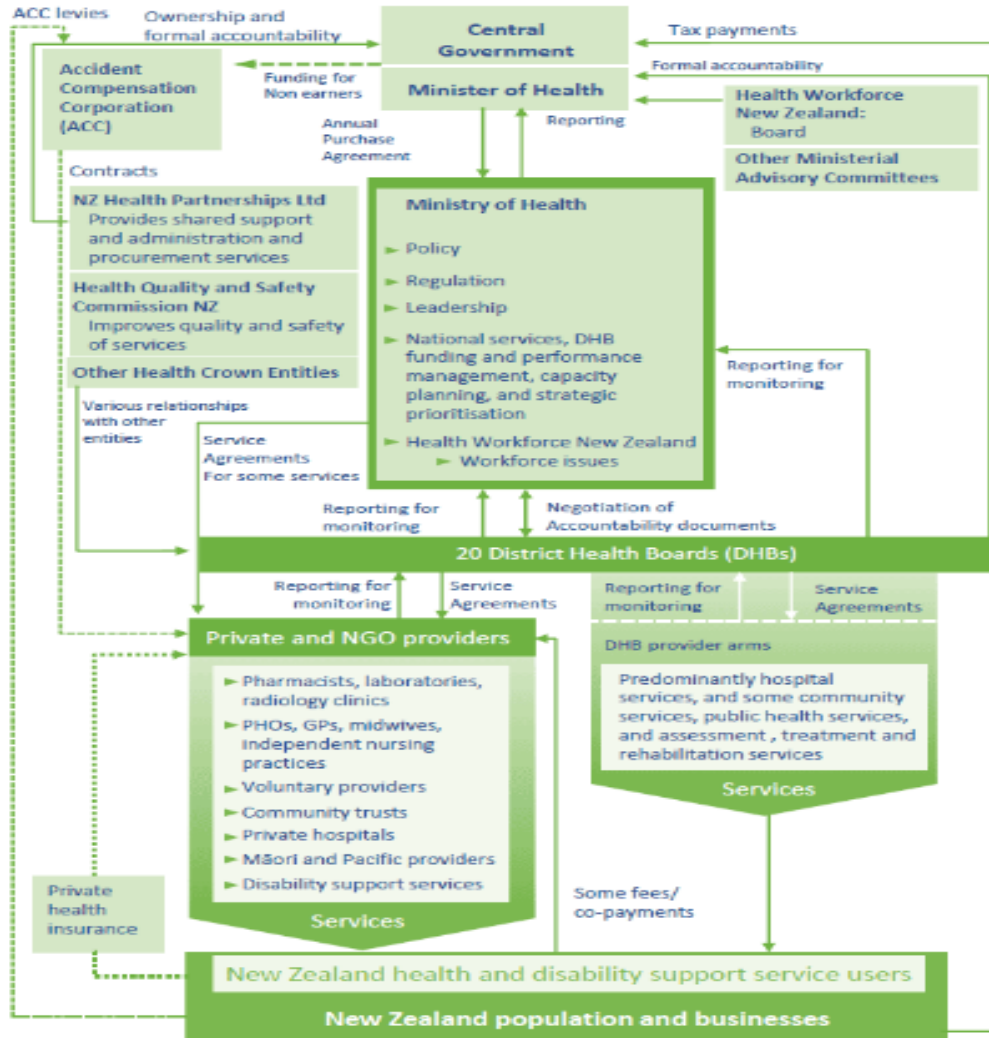 ACC levies
Ownership and
formal accountability
Central
Government
Tax payments
Accident
Compensation
Corporation
(ACC)
Funding for
Non earners
Minister of Health
Formal accountability
Health Workforce
New Zealand:
Board
Other Ministerial
Advisory Committees
Annual
Purchase
Agreement
Reporting
Contracts
NZ Health Partnerships Ltd
Provides shared support
and administration and
procurement services
Health Quality and Safety
Commission NZ
Improves quality and safety
of services
Other Health Crown Entities
Ministry of Health
► Policy
► Regulation
► Leadership
► National services, DHB
funding and performance
management, capacity
planning, and strategic
prioritisation
► Health Workforce New Zealand
► Workforce issues
Reporting for
monitoring
Various relationships
with other
entities
Service
Agreements
For some services
Reporting for
monitoring
Negotiation of
Accountability documents
20 District Health Boards (DHBs)
Reporting for
monitoring
Service
Agreements
Reporting for
monitoring
Service
Agreements
Private and NGO providers
► Pharmacists, laboratories,
radiology clinics
► PHOs, GPs, midwives,
independent nursing
practices
► Voluntary providers
► Community trusts
► Private hospitals
► Māori and Pacific providers
► Disability support services
Services
DHB provider arms
Predominantly hospital
services, and some community
services, public health services,
and assessment , treatment and
rehabilitation services
Services
Private
health
insurance
Some fees/
co-payments
New Zealand health and disability support service users
New Zealand population and businesses